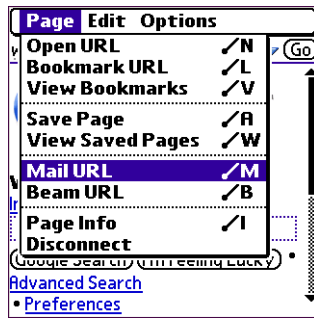 Page Edit Options
Open URL /N
Bookmark URL /L
View Bookmarks /V
Go
Save Page /A
View Saved Pages /W
Mail URL /M
Beam URL /B
Page Info /I
Disconnect
Google Search I'm Feeling Lucky •
Advanced Search
• Preferences